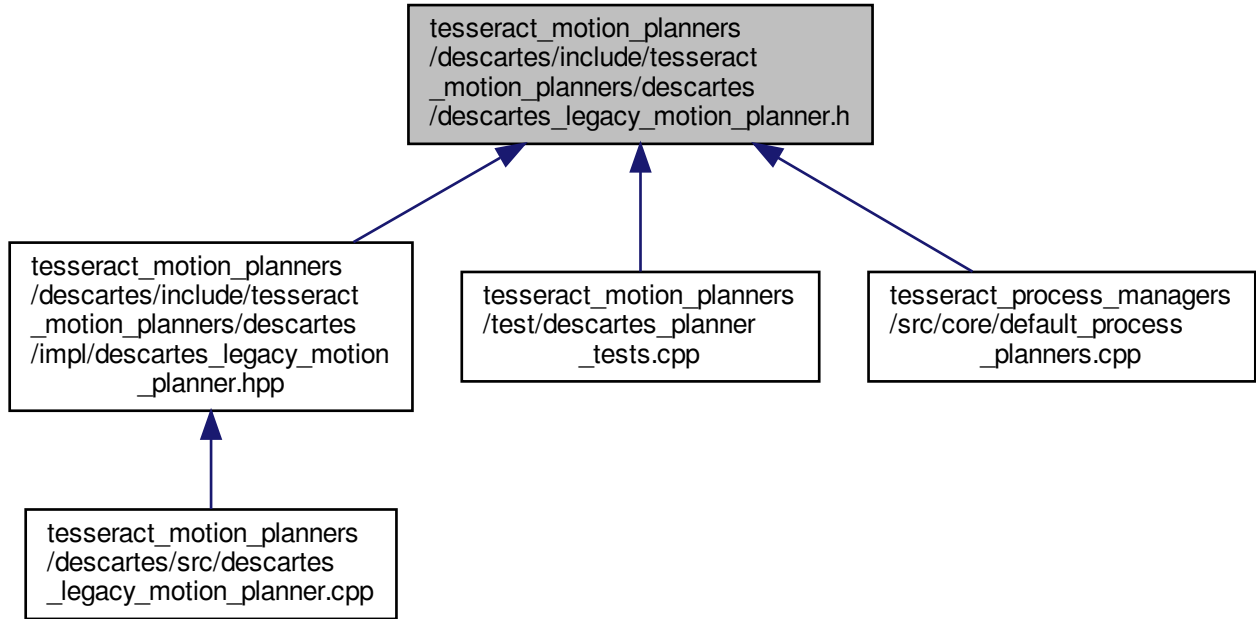 tesseract_motion_planners
/descartes/include/tesseract
_motion_planners/descartes
/descartes_legacy_motion_planner.h
tesseract_motion_planners
/descartes/include/tesseract
_motion_planners/descartes
/impl/descartes_legacy_motion
_planner.hpp
tesseract_motion_planners
/test/descartes_planner
_tests.cpp
tesseract_process_managers
/src/core/default_process
_planners.cpp
tesseract_motion_planners
/descartes/src/descartes
_legacy_motion_planner.cpp